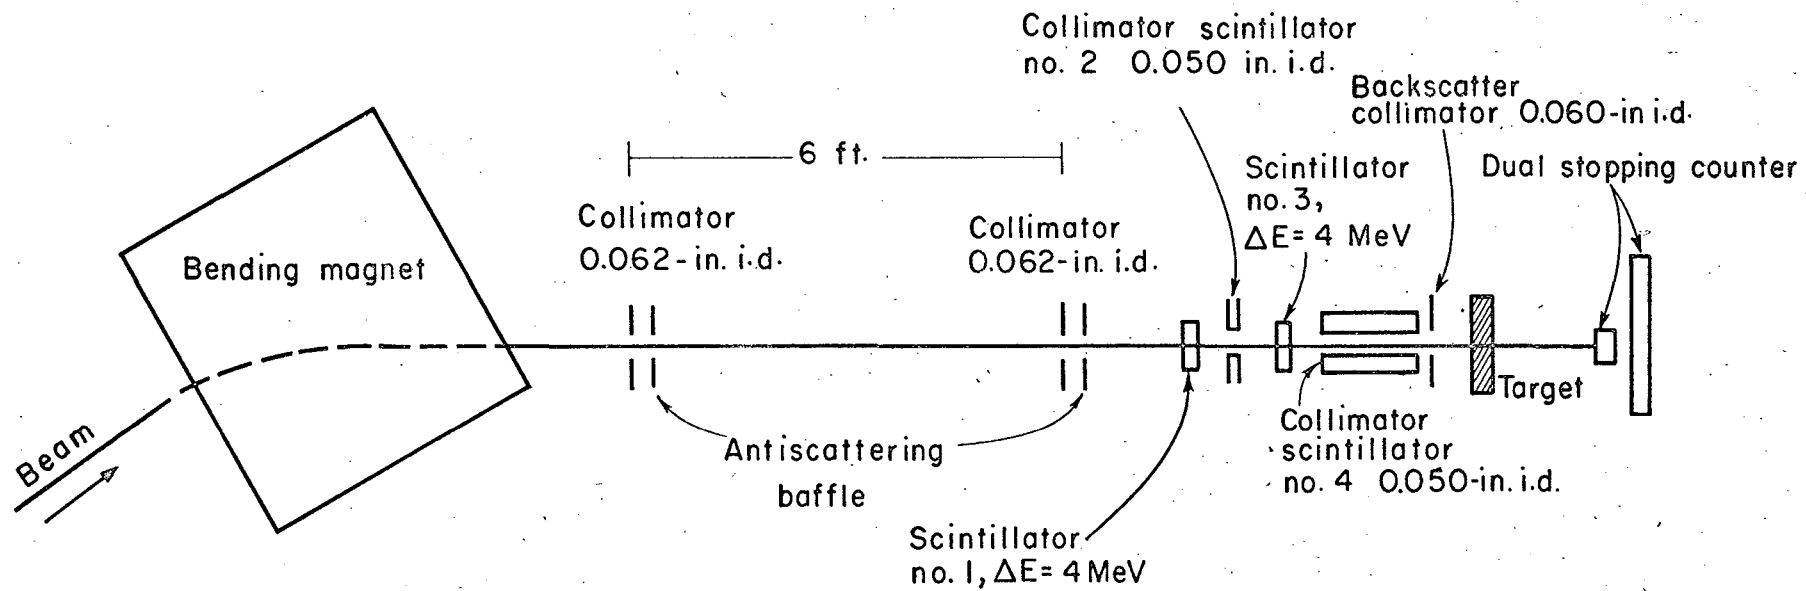 Collimator scintillator
no. 2 0.050 in. i.d.
Backscatter
collimator 0.060-in i.d.
6 ft.
Scintillator
no. 3,
ΔE= 4 MeV
Dual stopping counter
Collimator
0.062-in. i.d.
Collimator
0.062-in. i.d.
Bending magnet
Target
Beam
Antiscattering
baffle
Collimator
scintillator
no. 4 0.050-in. i.d.
Scintillator
no. 1, ΔE= 4 MeV